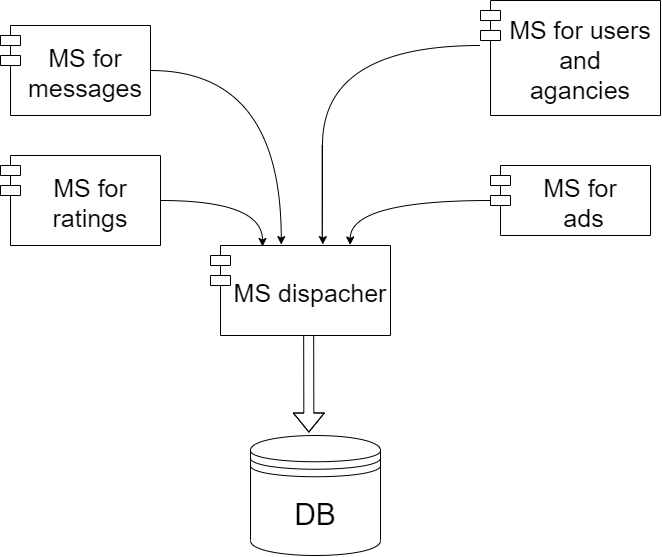 MS for
messages
MS for users
and
agancies
MS for
ratings
MS for
ads
MS dispacher
DB